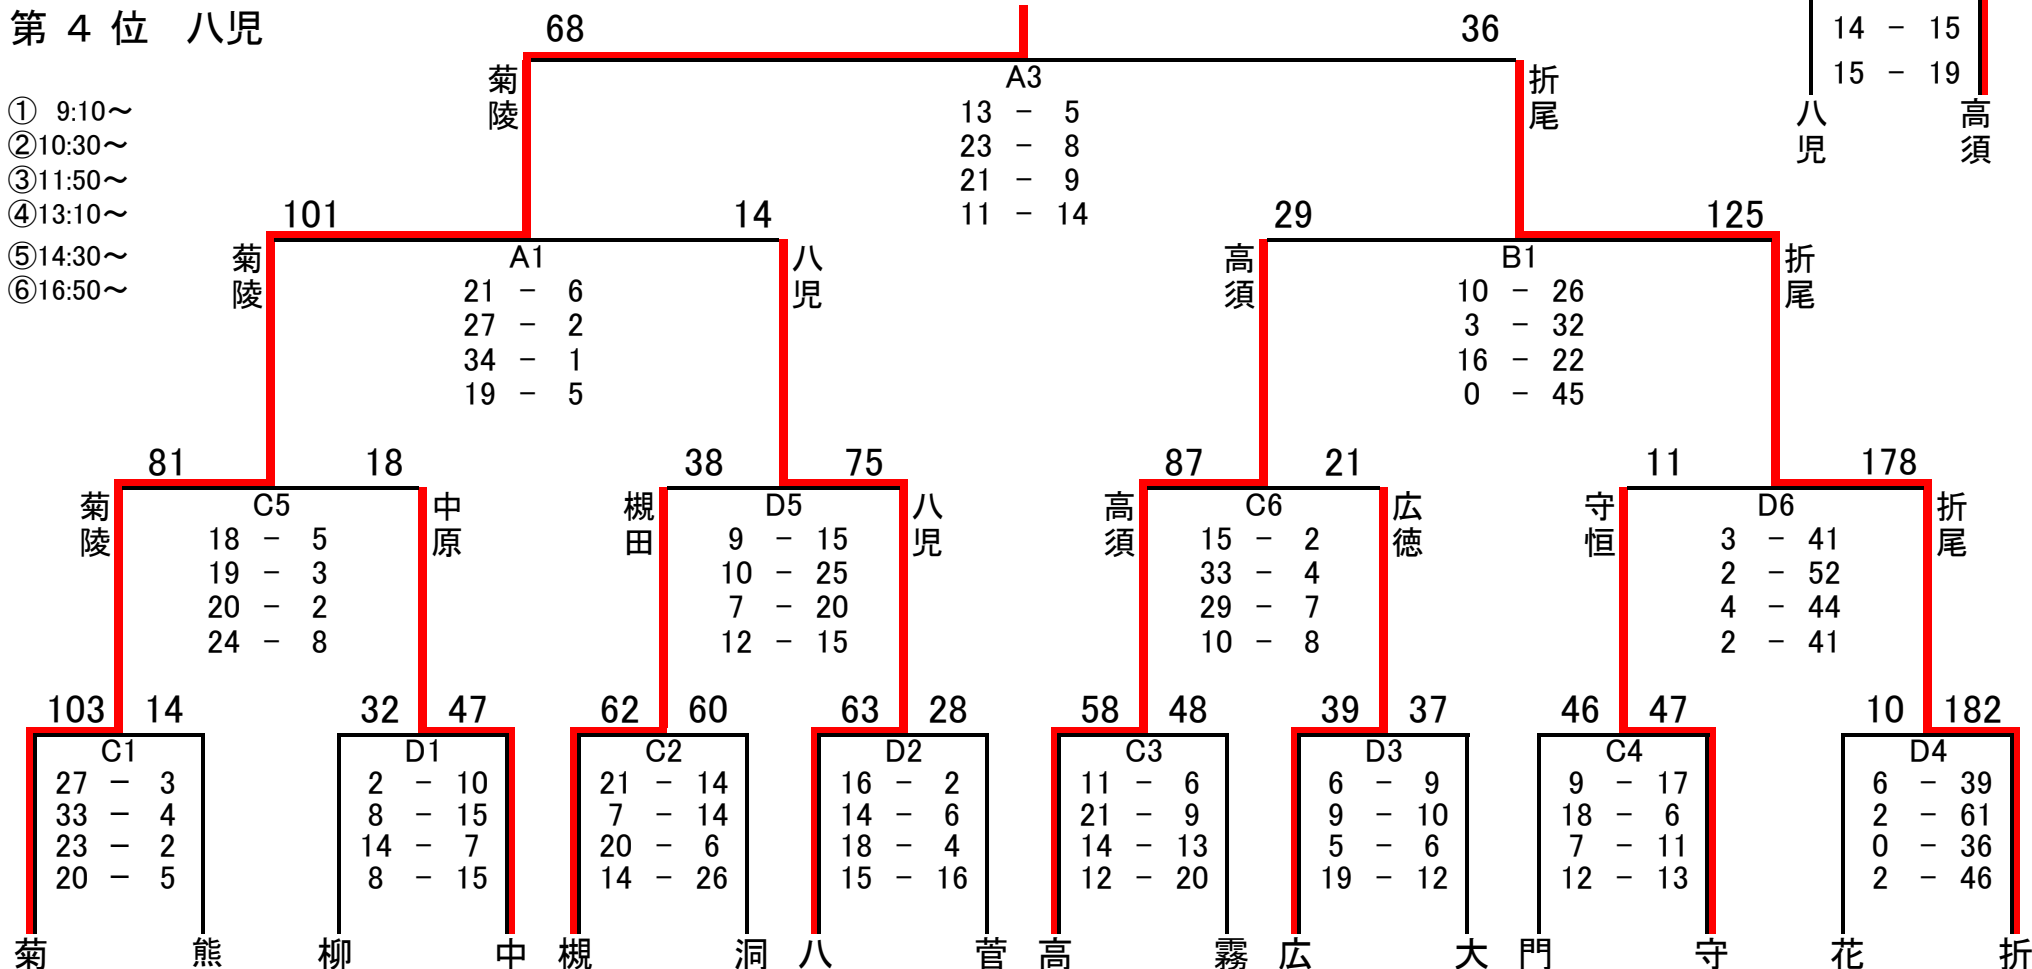 第 4 位 八児
68 36
14 - 15
15 - 19
八児 高須
菊陵 A3 折尾
13 - 5
23 - 8
21 - 9
11 - 14
① 9:10～
②10:30～
③11:50～
④13:10～
⑤14:30～
⑥16:50～
101 14 29 125
菊陵 A1 八児
21 - 6
27 - 2
34 - 1
19 - 5
高須 B1 折尾
10 - 26
3 - 32
16 - 22
0 - 45
81 18 38 75 87 21 11 178
菊陵 C5 中原
18 - 5
19 - 3
20 - 2
24 - 8
槻田 D5 八児
9 - 15
10 - 25
7 - 20
12 - 15
高須 C6 広徳
15 - 2
33 - 4
29 - 7
10 - 8
守恒 D6 折尾
3 - 41
2 - 52
4 - 44
2 - 41
103 14 32 47 62 60 63 28 58 48 39 37 46 47 10 182
C1
27 - 3
33 - 4
23 - 2
20 - 5
D1
2 - 10
8 - 15
14 - 7
8 - 15
C2
21 - 14
7 - 14
20 - 6
14 - 26
D2
16 - 2
14 - 6
18 - 4
15 - 16
C3
11 - 6
21 - 9
14 - 13
12 - 20
D3
6 - 9
9 - 10
5 - 6
19 - 12
C4
9 - 17
18 - 6
7 - 11
12 - 13
D4
6 - 39
2 - 61
0 - 36
2 - 46
菊 熊 柳 中 槻 洞 八 菅 高 霧 広 大 門 守 花 折